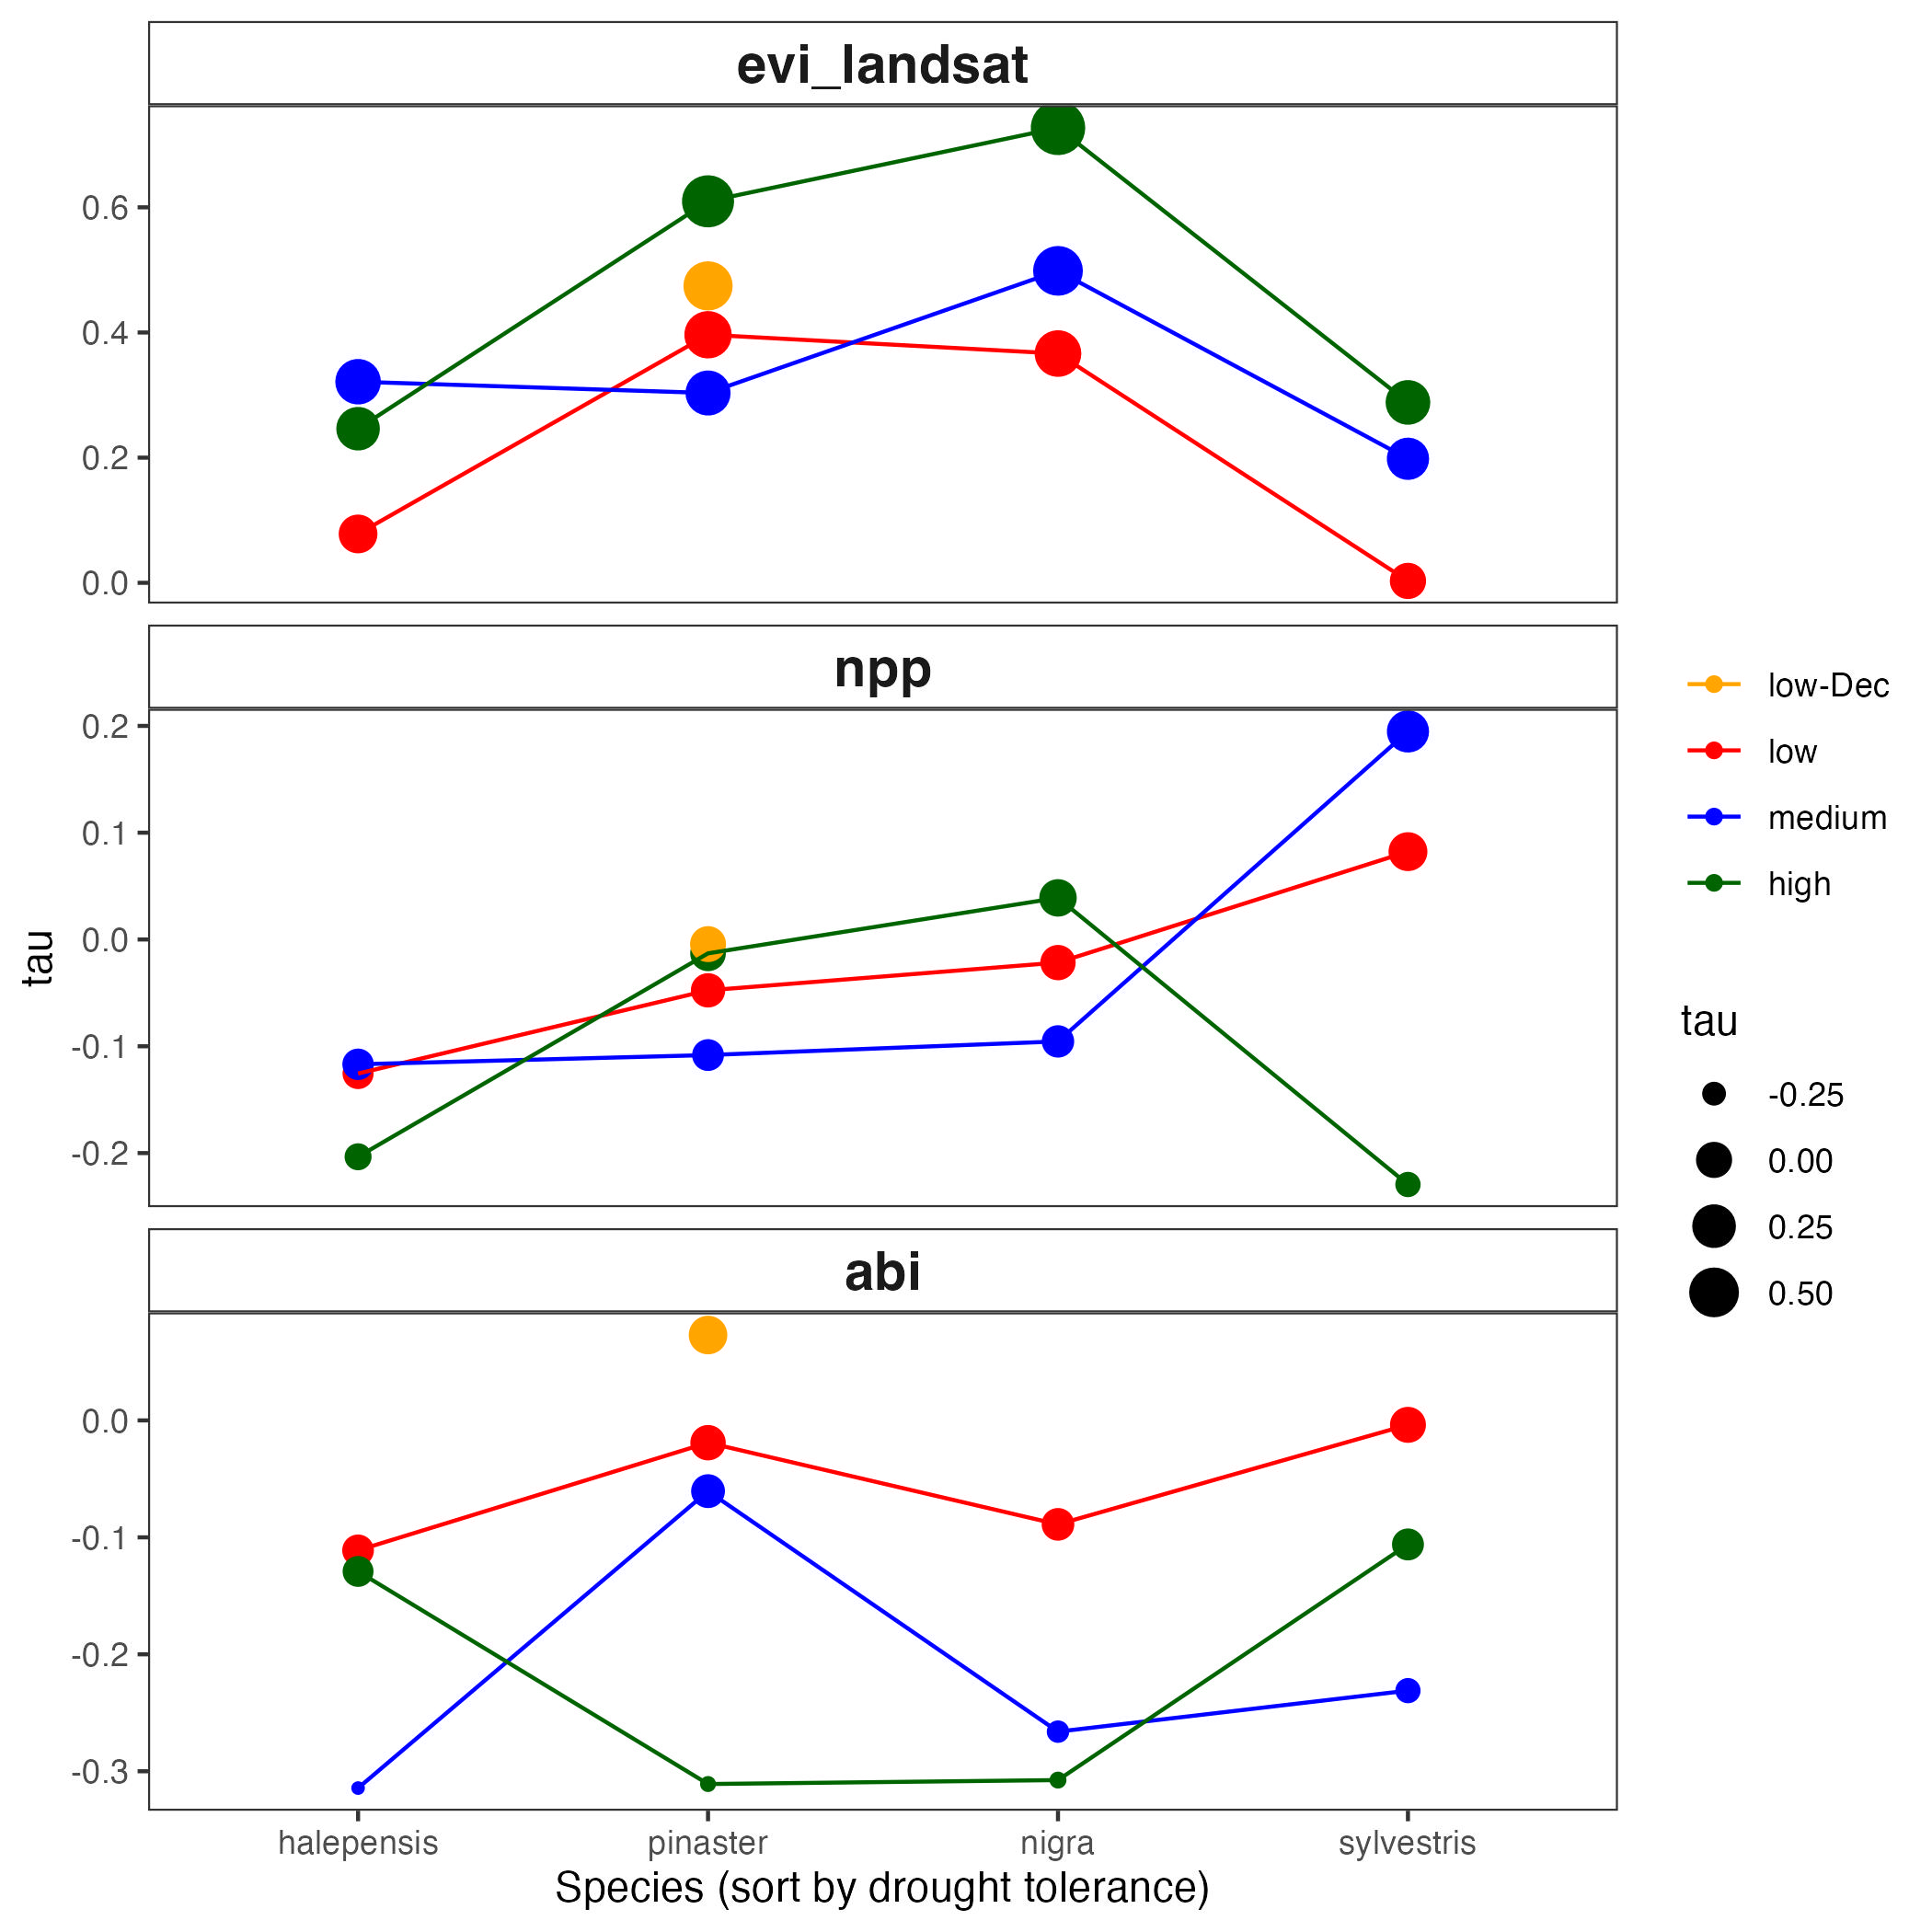 evi_landsat
0.6
0.4
0.2
0.0
npp
0.2
0.1
0.0
-0.1
-0.2
abi
0.0
-0.1
-0.2
-0.3
tau
halepensis pinaster nigra sylvestris
Species (sort by drought tolerance)
low-Dec
low
medium
high
tau
-0.25
0.00
0.25
0.50